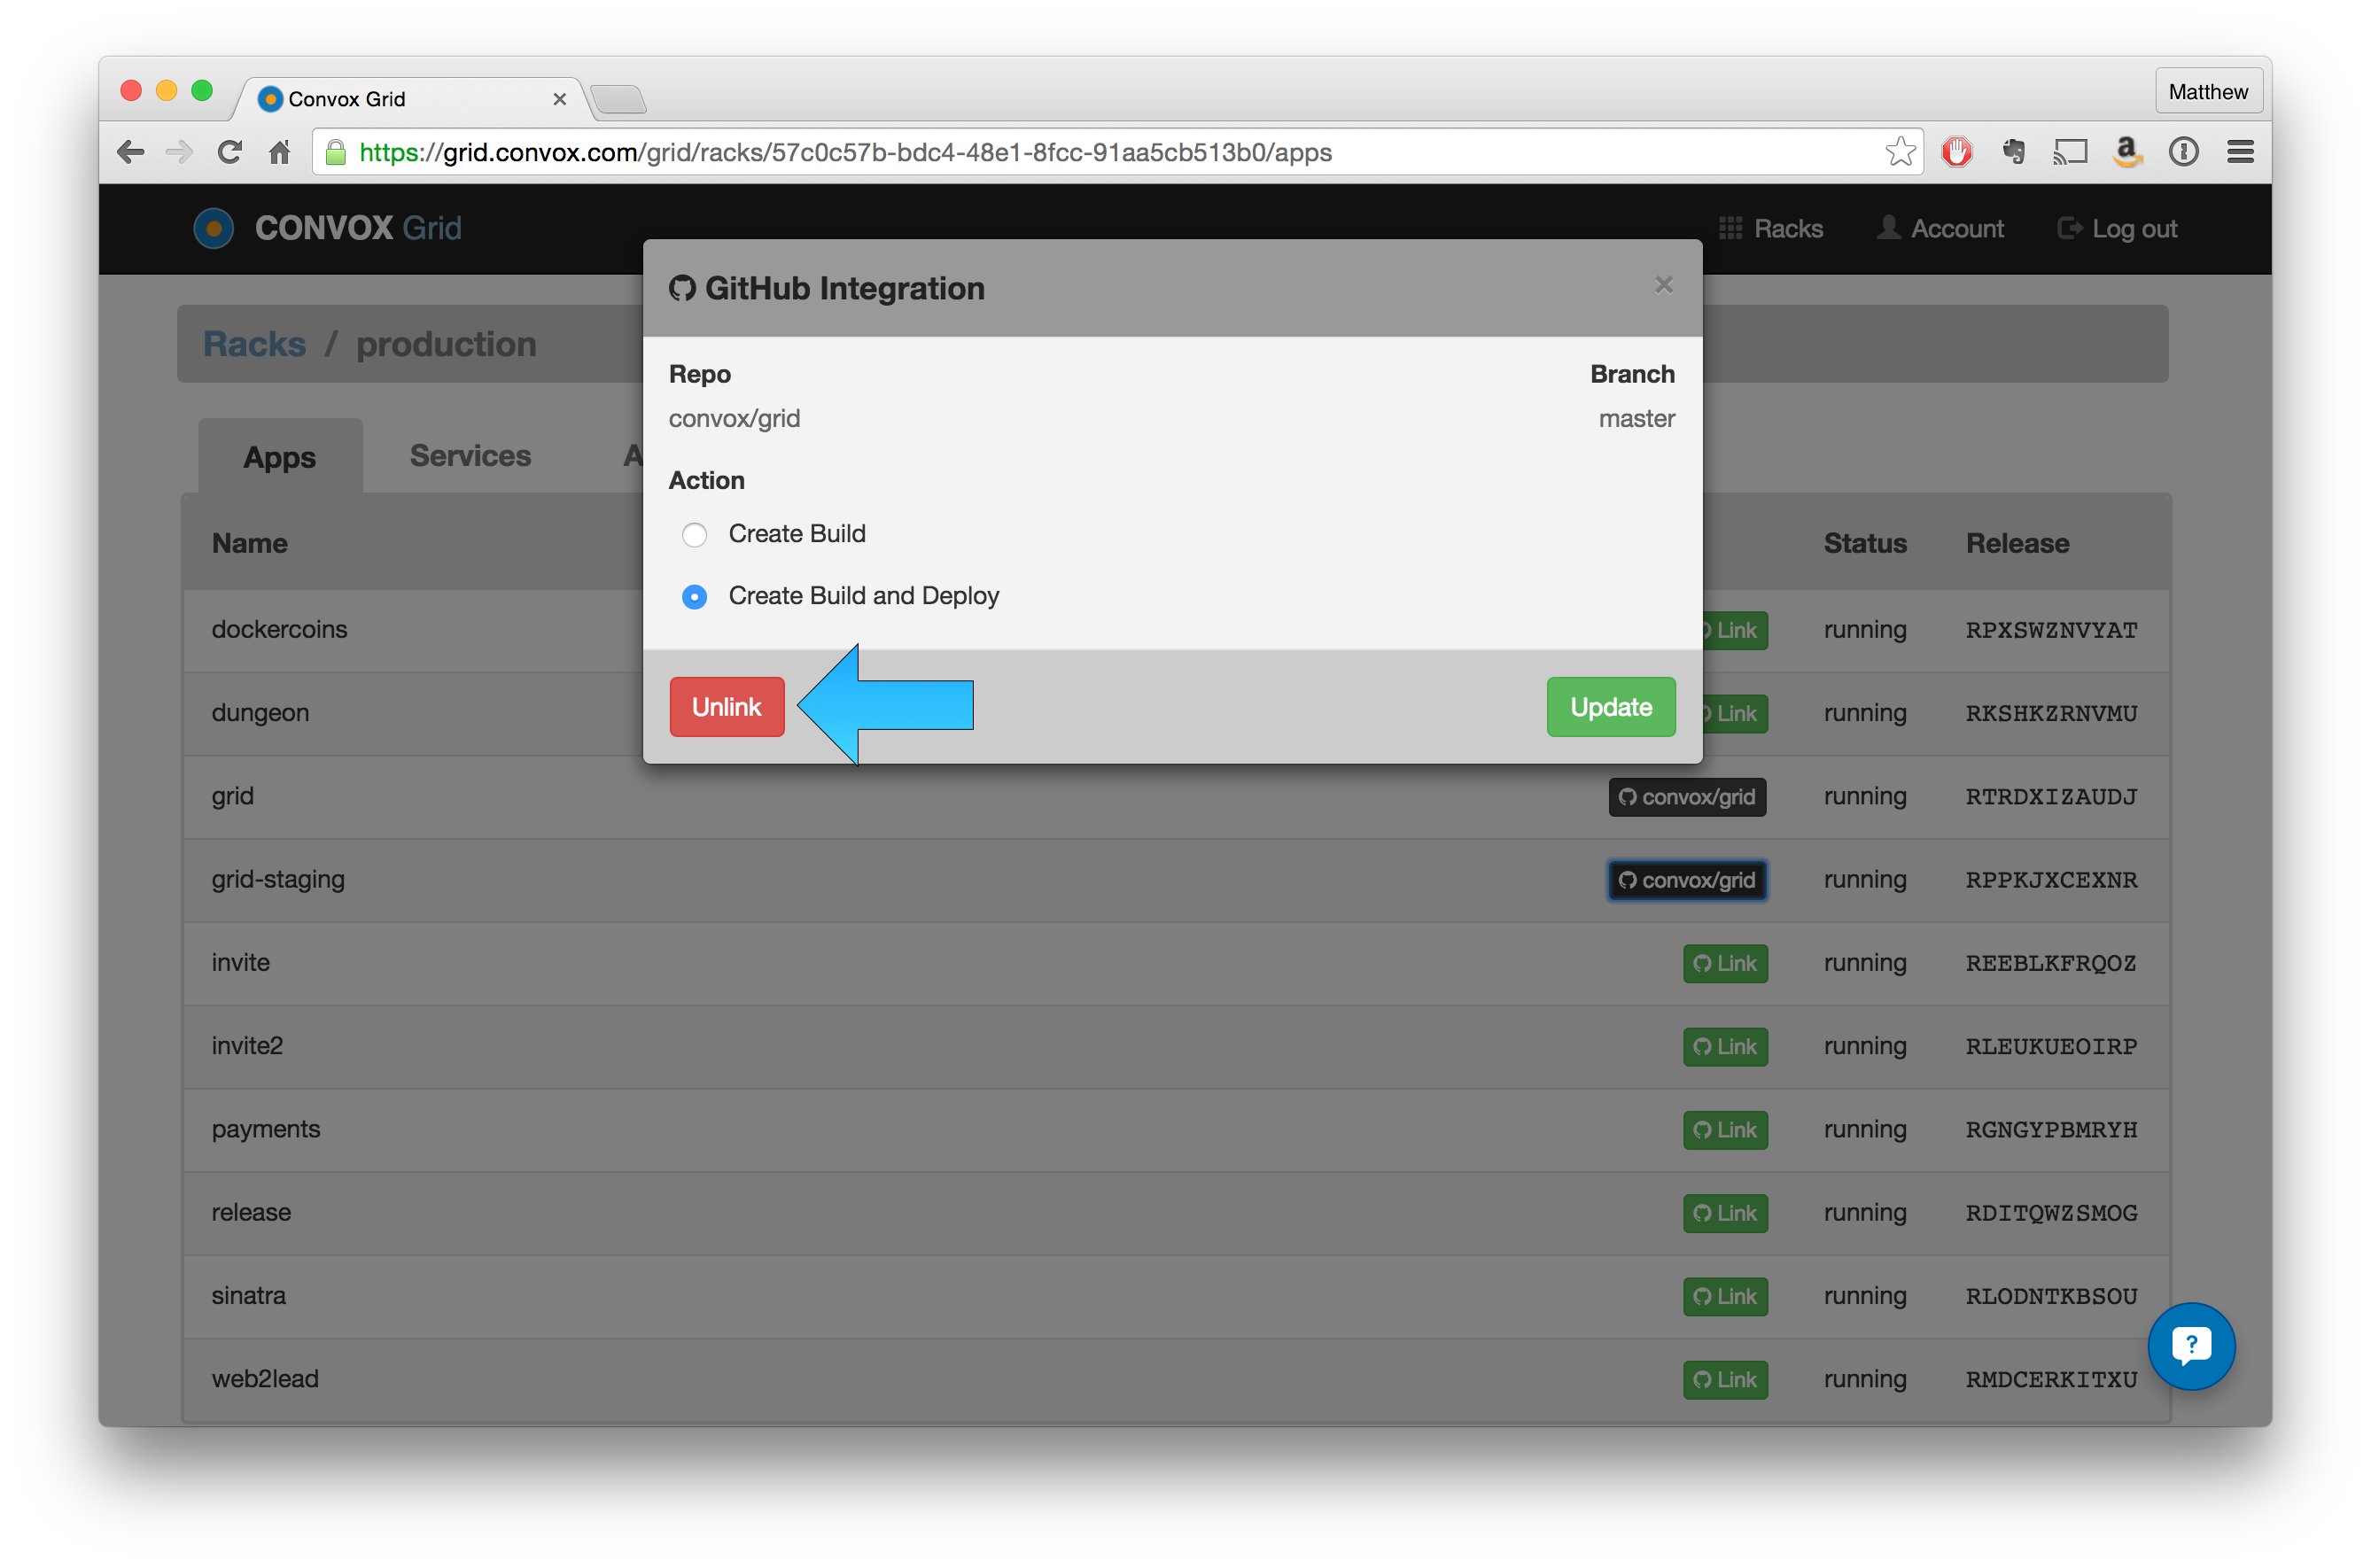 Convox Grid
Matthew
https://grid.convox.com/grid/racks/57c0c57b-bdc4-48e1-8fcc-91aa5cb513b0/apps
CONVOX Grid
Racks
Account
Log out
GitHub Integration
Racks / production
Repo
Branch
convox/grid
master
Apps
Services
A
Action
Create Build
Create Build and Deploy
Unlink
Update
Name
Status
Release
dockercoins
Link
running
RPXSWZNVYAT
dungeon
Link
running
RKSHKZRNVMU
grid
convox/grid
running
RTRDXIZAUDJ
grid-staging
convox/grid
running
RPPKJXCEXNR
invite
Link
running
REEBLKFRQOZ
invite2
Link
running
RLEUKUEOIRP
payments
Link
running
RGNGYPBMRYH
release
Link
running
RDITQWZSMOG
sinatra
Link
running
RLODNTKBSOU
web2lead
Link
running
RMDCERKITXU
?